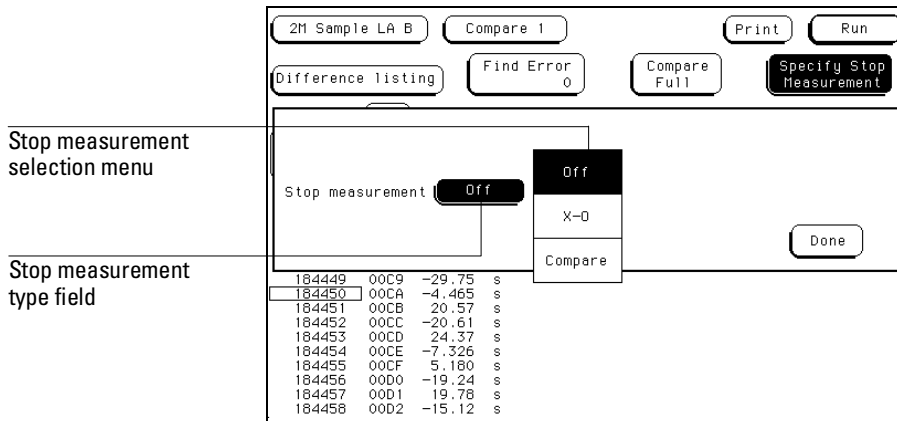 2M Sample LA B Compare 1 Print Run
Difference listing Find Error 0 Compare Full Specify Stop Measurement
Stop measurement selection menu
Off
Stop measurement Off
X-O
Done
Compare
Stop measurement type field
184449 00C9 -29.75 s
184450 00CA -4.465 s
184451 00CB 20.57 s
184452 00CC -20.61 s
184453 00CD 24.37 s
184454 00CE -7.326 s
184455 00CF 5.180 s
184456 00D0 -19.24 s
184457 00D1 19.78 s
184458 00D2 -15.12 s